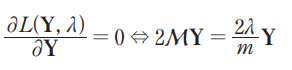 ∂L(Y, λ)/∂Y = 0 ⇔ 2ℳY = 2λ/m Y